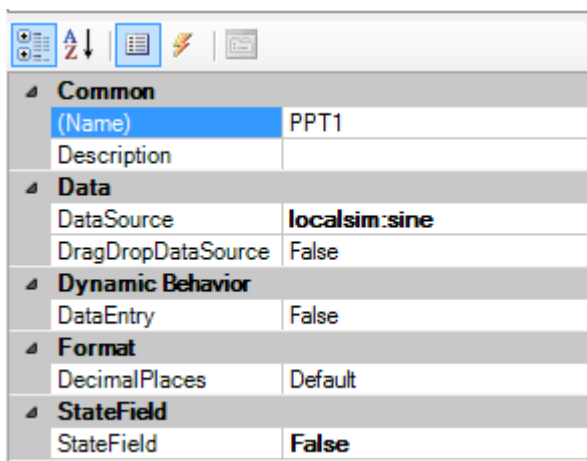 Common
(Name) PPT1
Description
Data
DataSource localsim:sine
DragDropDataSource False
Dynamic Behavior
DataEntry False
Format
DecimalPlaces Default
StateField
StateField False